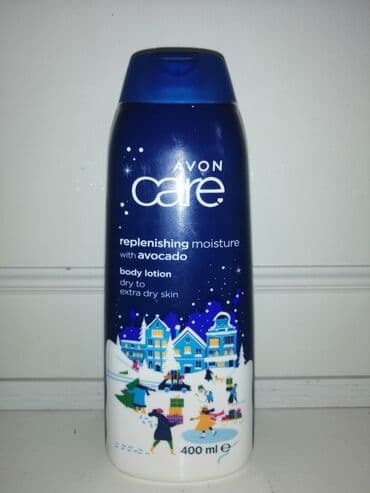 AVON
care
replenishing moisture
with avocado
body lotion
dry to
extra dry skin
400 ml ℮